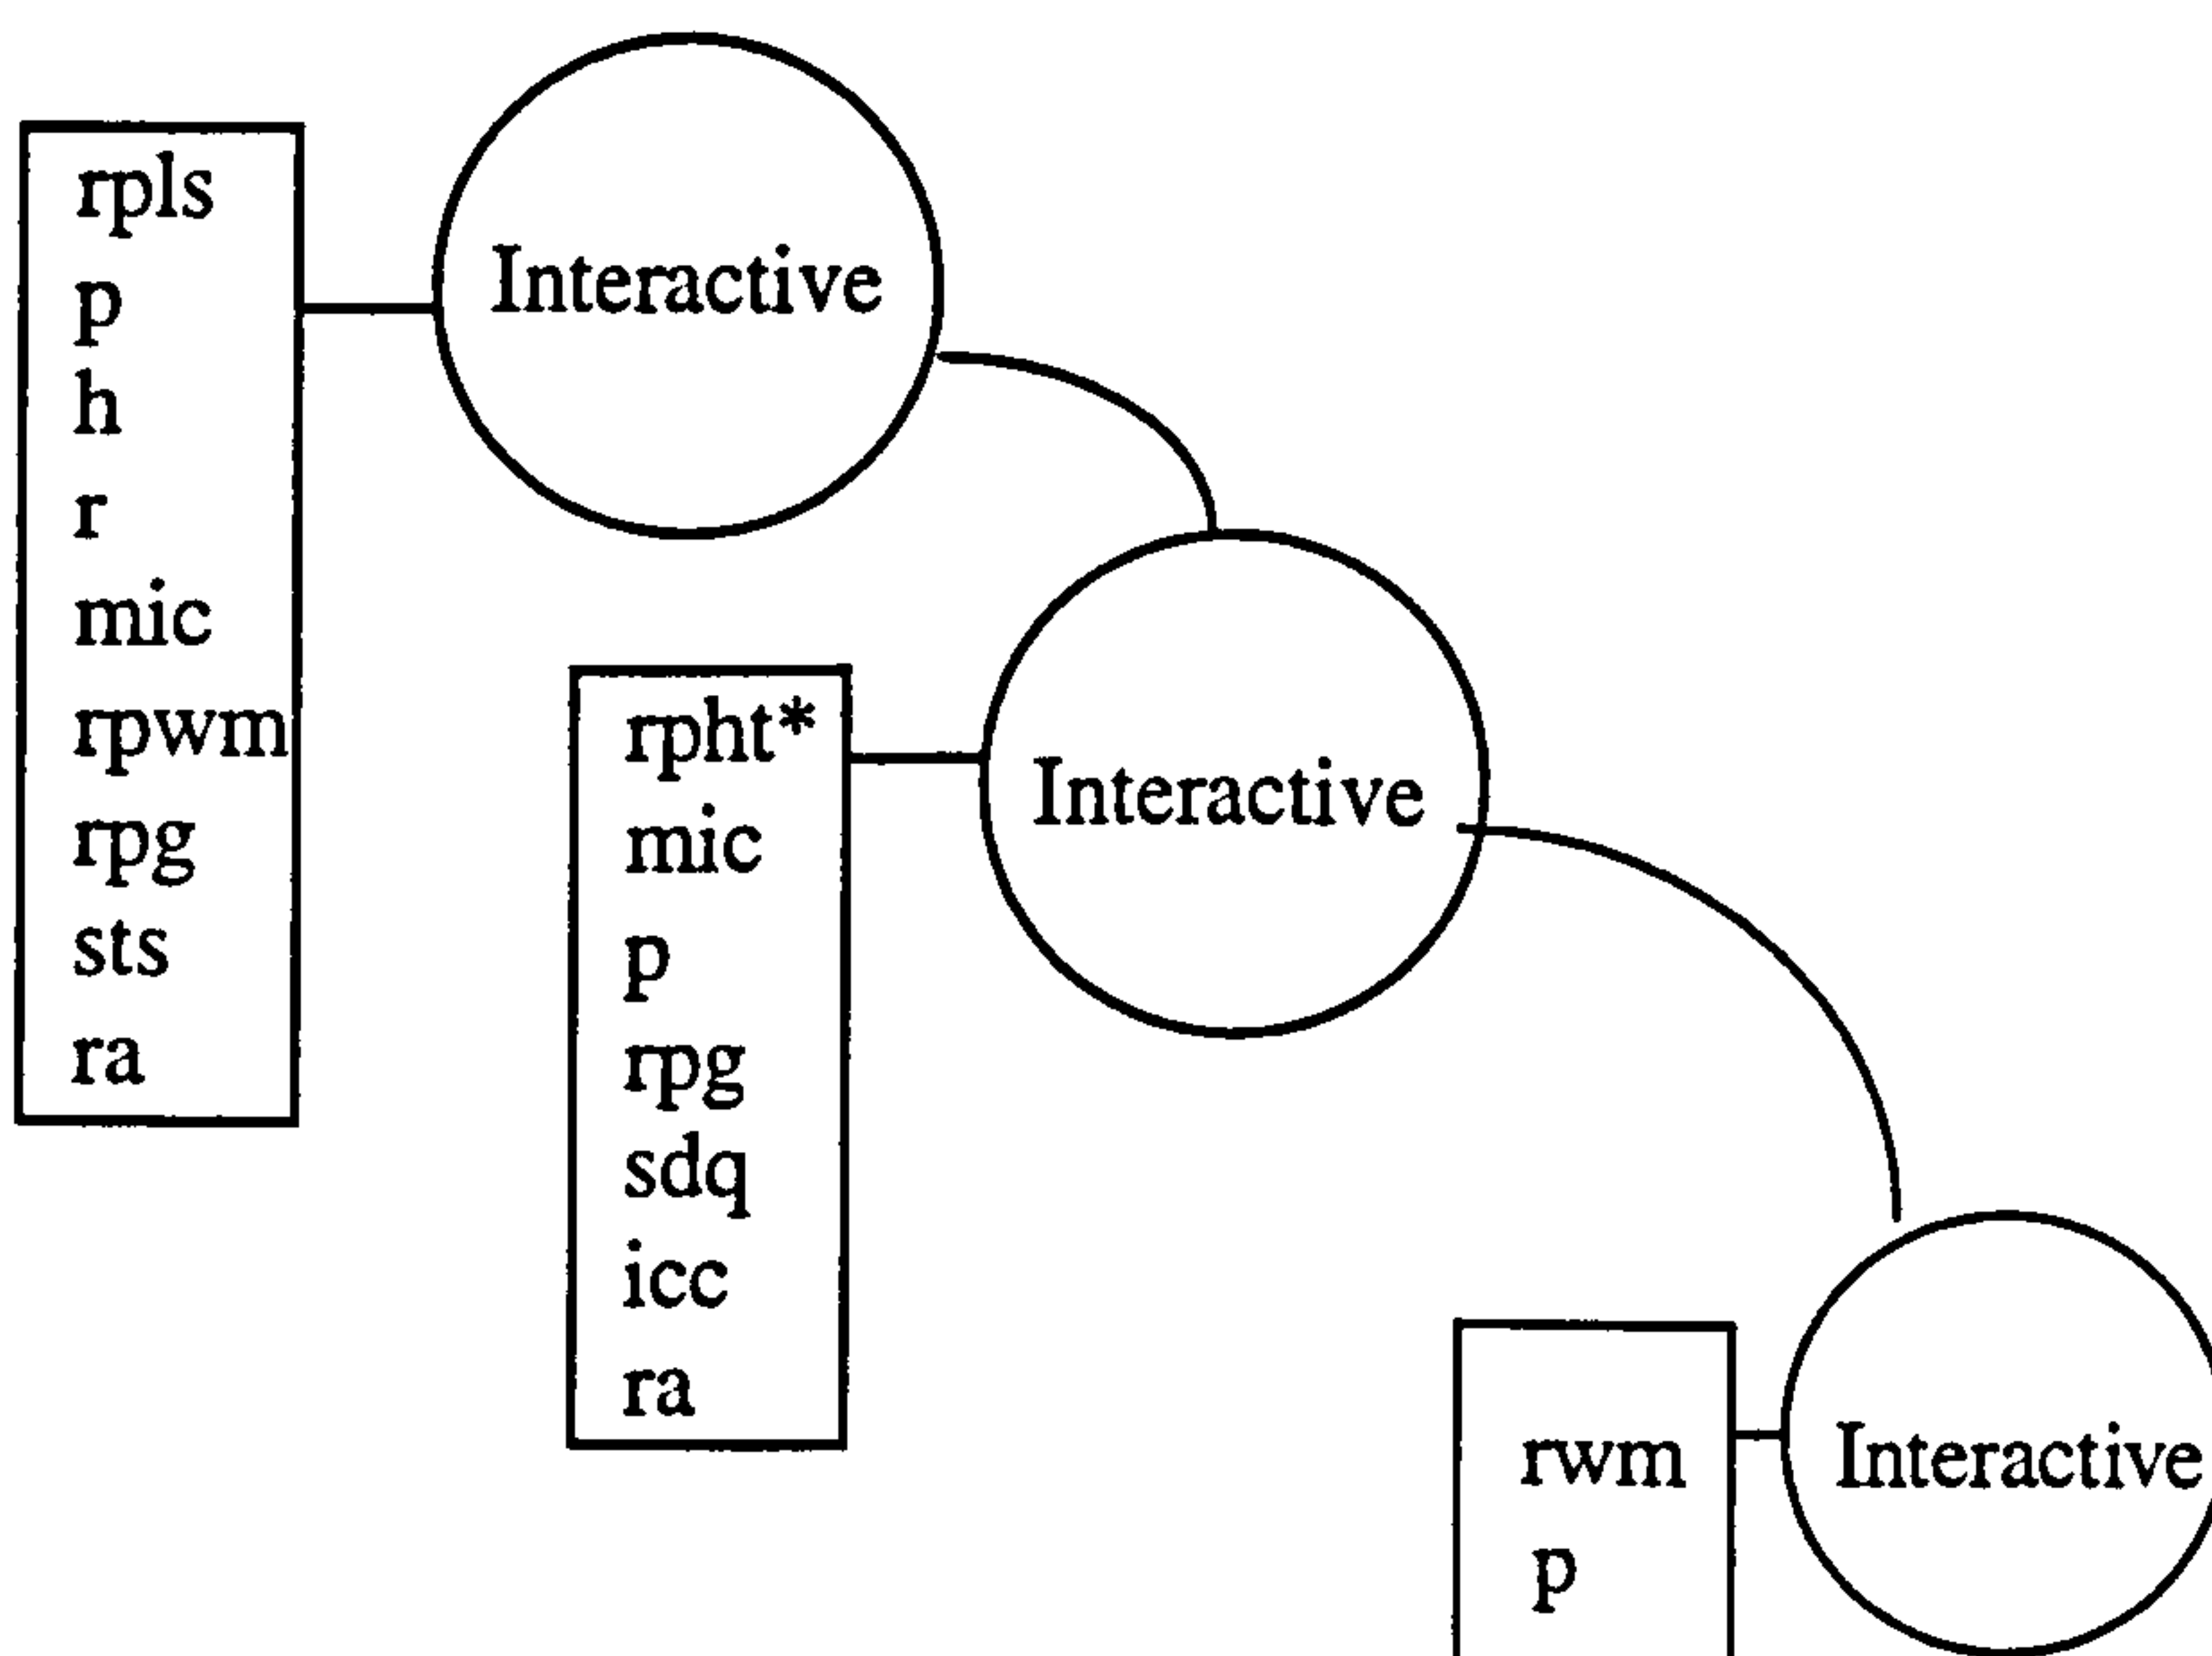 Interactive
rpls
p
h
r
mic
rpwm
rpg
sts
ra
Interactive
rpht*
mic
p
rpg
sdq
icc
ra
Interactive
rwm
p